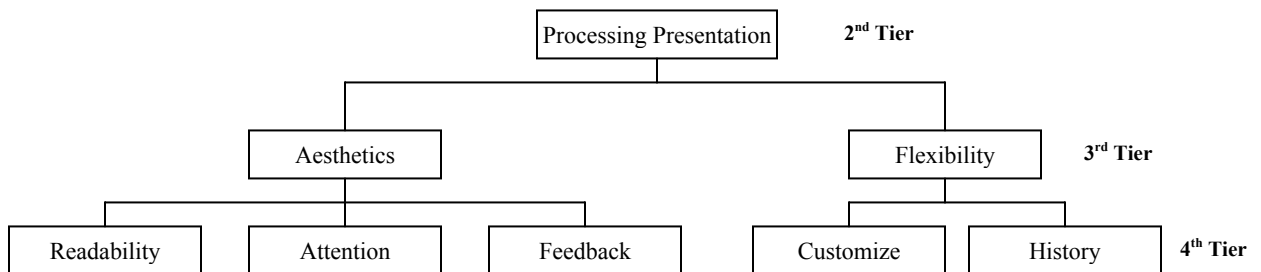 Processing Presentation 2nd Tier
Aesthetics Flexibility 3rd Tier
Readability Attention Feedback Customize History 4th Tier